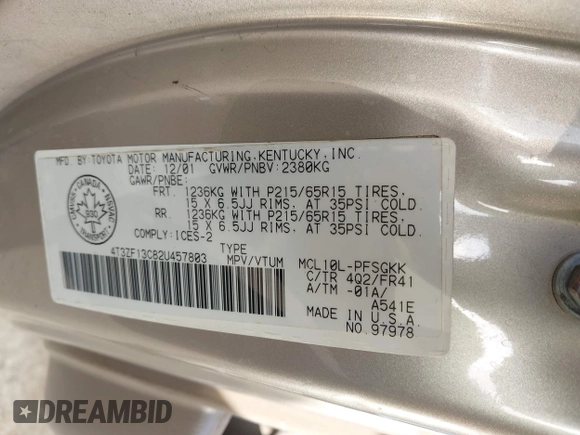 MFD. BY:TOYOTA MOTOR MANUFACTURING,KENTUCKY,INC.
DATE: 12/01 GVWR/PNBV:2380KG
GAWR/PNBE:
FRT. 1236KG WITH P215/65R15 TIRES,
15 X 6.5JJ RIMS. AT 35PSI COLD.
RR. 1236KG WITH P215/65R15 TIRES,
15 X 6.5JJ RIMS. AT 35PSI COLD.
COMPLY:ICES-2
TYPE
4T3ZF13C82U457803 MPV/VTUM MCL10L-PFSGKK
C/TR 4Q2/FR41
A/TM -01A/
A541E
MADE IN U.S.A.
NO.97978
CANADA
930
TRANSPORT
DREAMBID